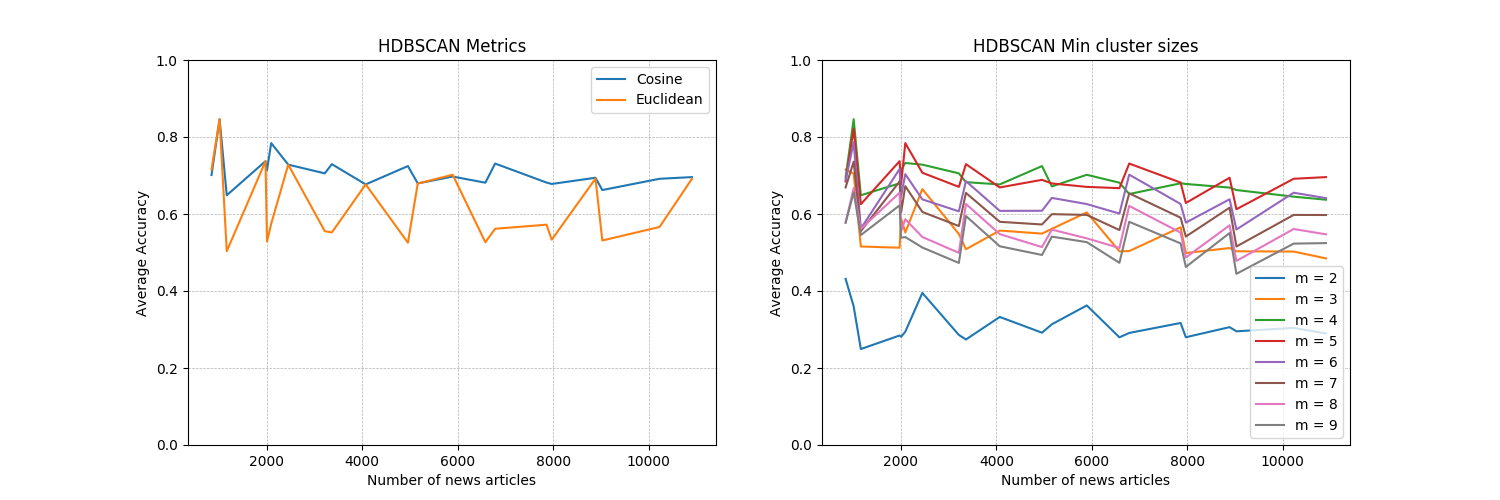 HDBSCAN Metrics
1.0
0.8
0.6
0.4
0.2
0.0
Average Accuracy
Cosine
Euclidean
2000 4000 6000 8000 10000
Number of news articles
HDBSCAN Min cluster sizes
1.0
0.8
0.6
0.4
0.2
0.0
Average Accuracy
m = 2
m = 3
m = 4
m = 5
m = 6
m = 7
m = 8
m = 9
2000 4000 6000 8000 10000
Number of news articles